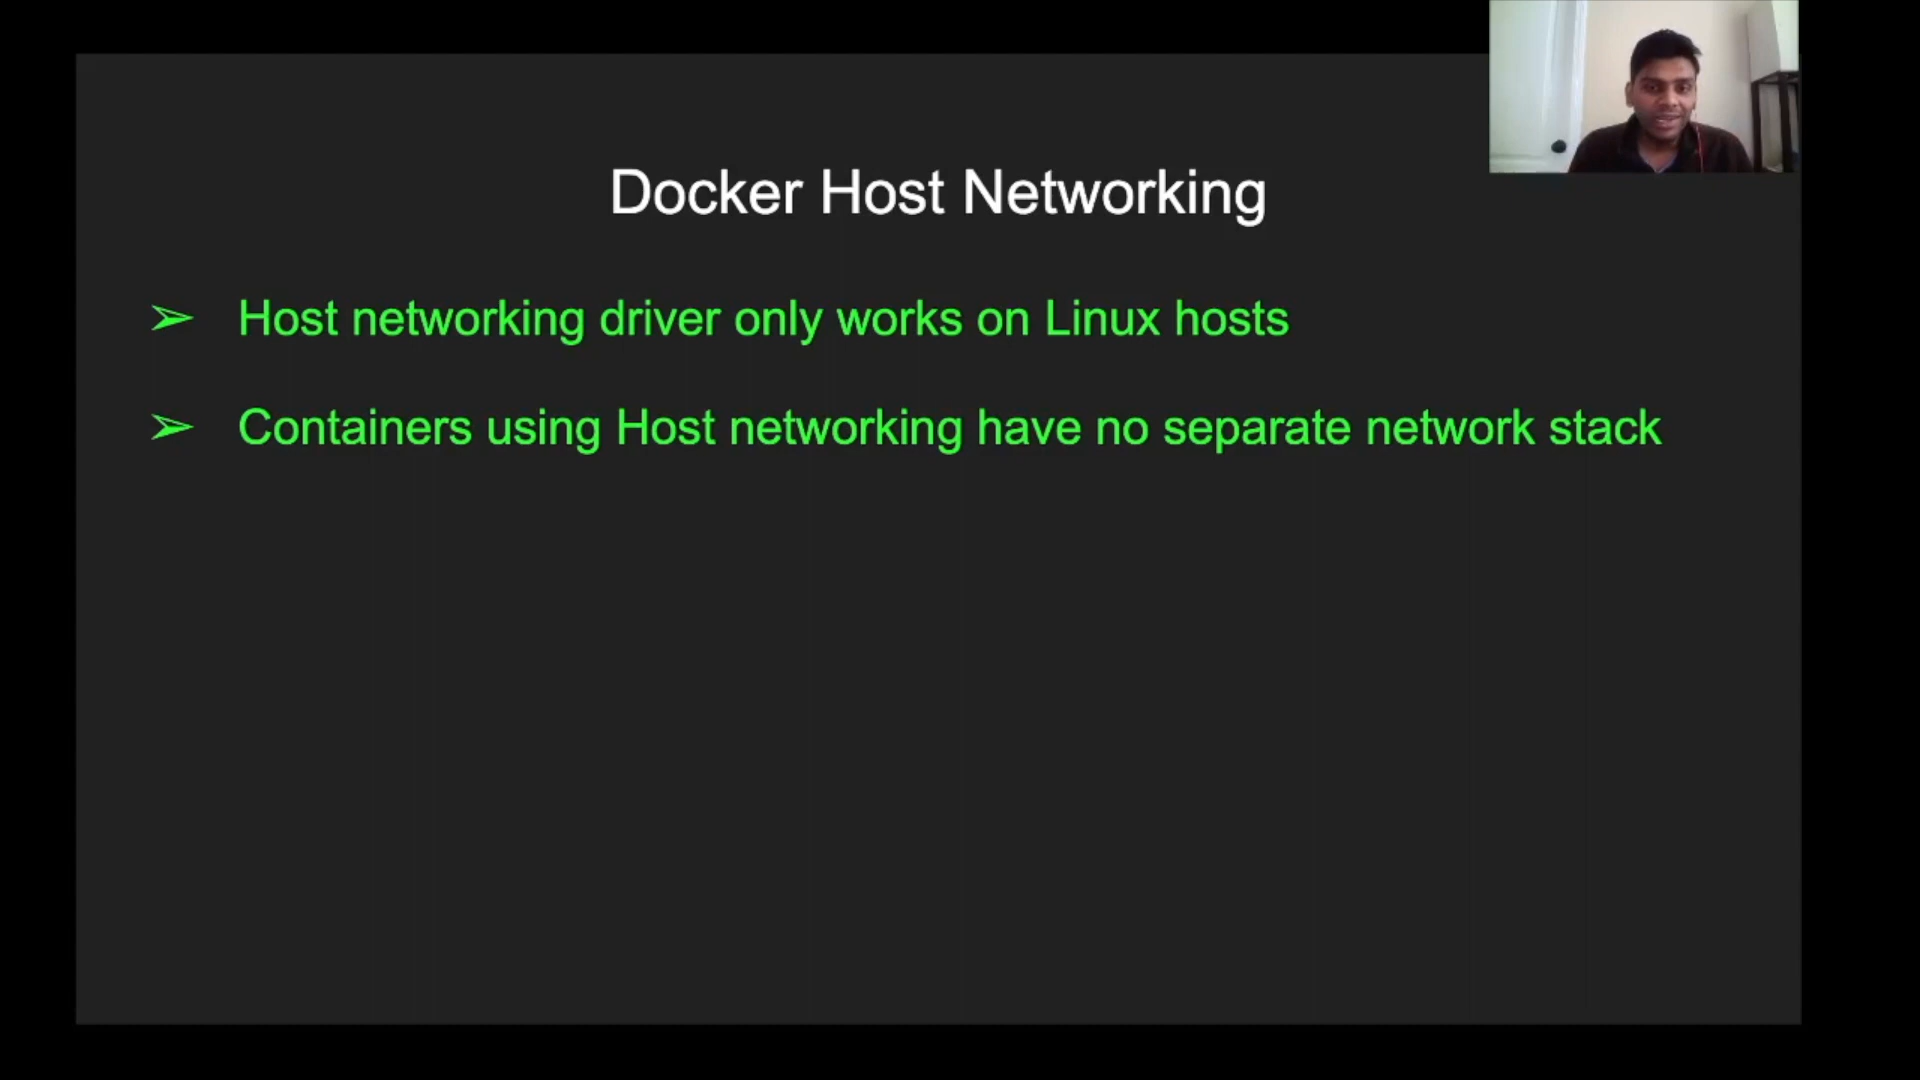 Docker Host Networking
➢ Host networking driver only works on Linux hosts
➢ Containers using Host networking have no separate network stack